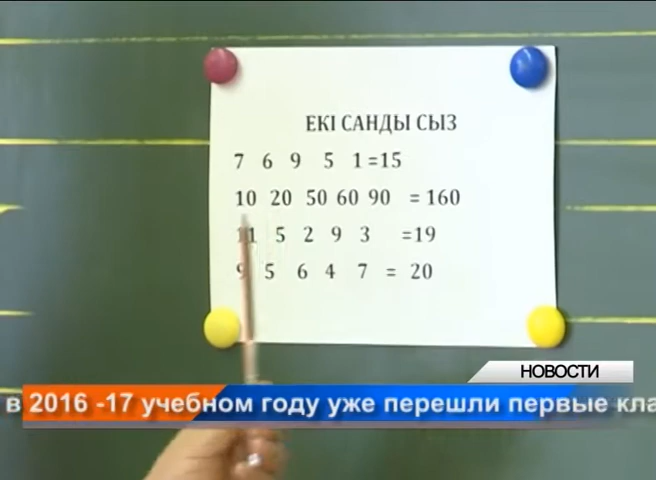 ЕКІ САНДЫ СЫЗ
7 6 9 5 1 =15
10 20 50 60 90 = 160
11 5 2 9 3 =19
9 5 6 4 7 = 20
НОВОСТИ
в 2016 -17 учебном году уже перешли первые